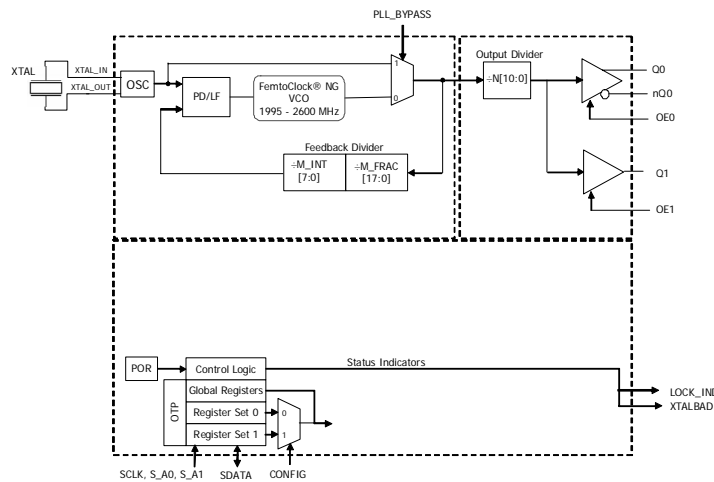 PLL_BYPASS
Output Divider
XTAL
XTAL_IN
XTAL_OUT
OSC
PD/LF
FemtoClock® NG
VCO
1995 - 2600 MHz
1
0
÷N[10:0]
Q0
nQ0
OE0
Feedback Divider
÷M_INT
[7:0]
÷M_FRAC
[17:0]
Q1
OE1
POR
Control Logic
Status Indicators
OTP
Global Registers
Register Set 0
0
Register Set 1
1
LOCK_IND
XTALBAD
SCLK, S_A0, S_A1
SDATA
CONFIG